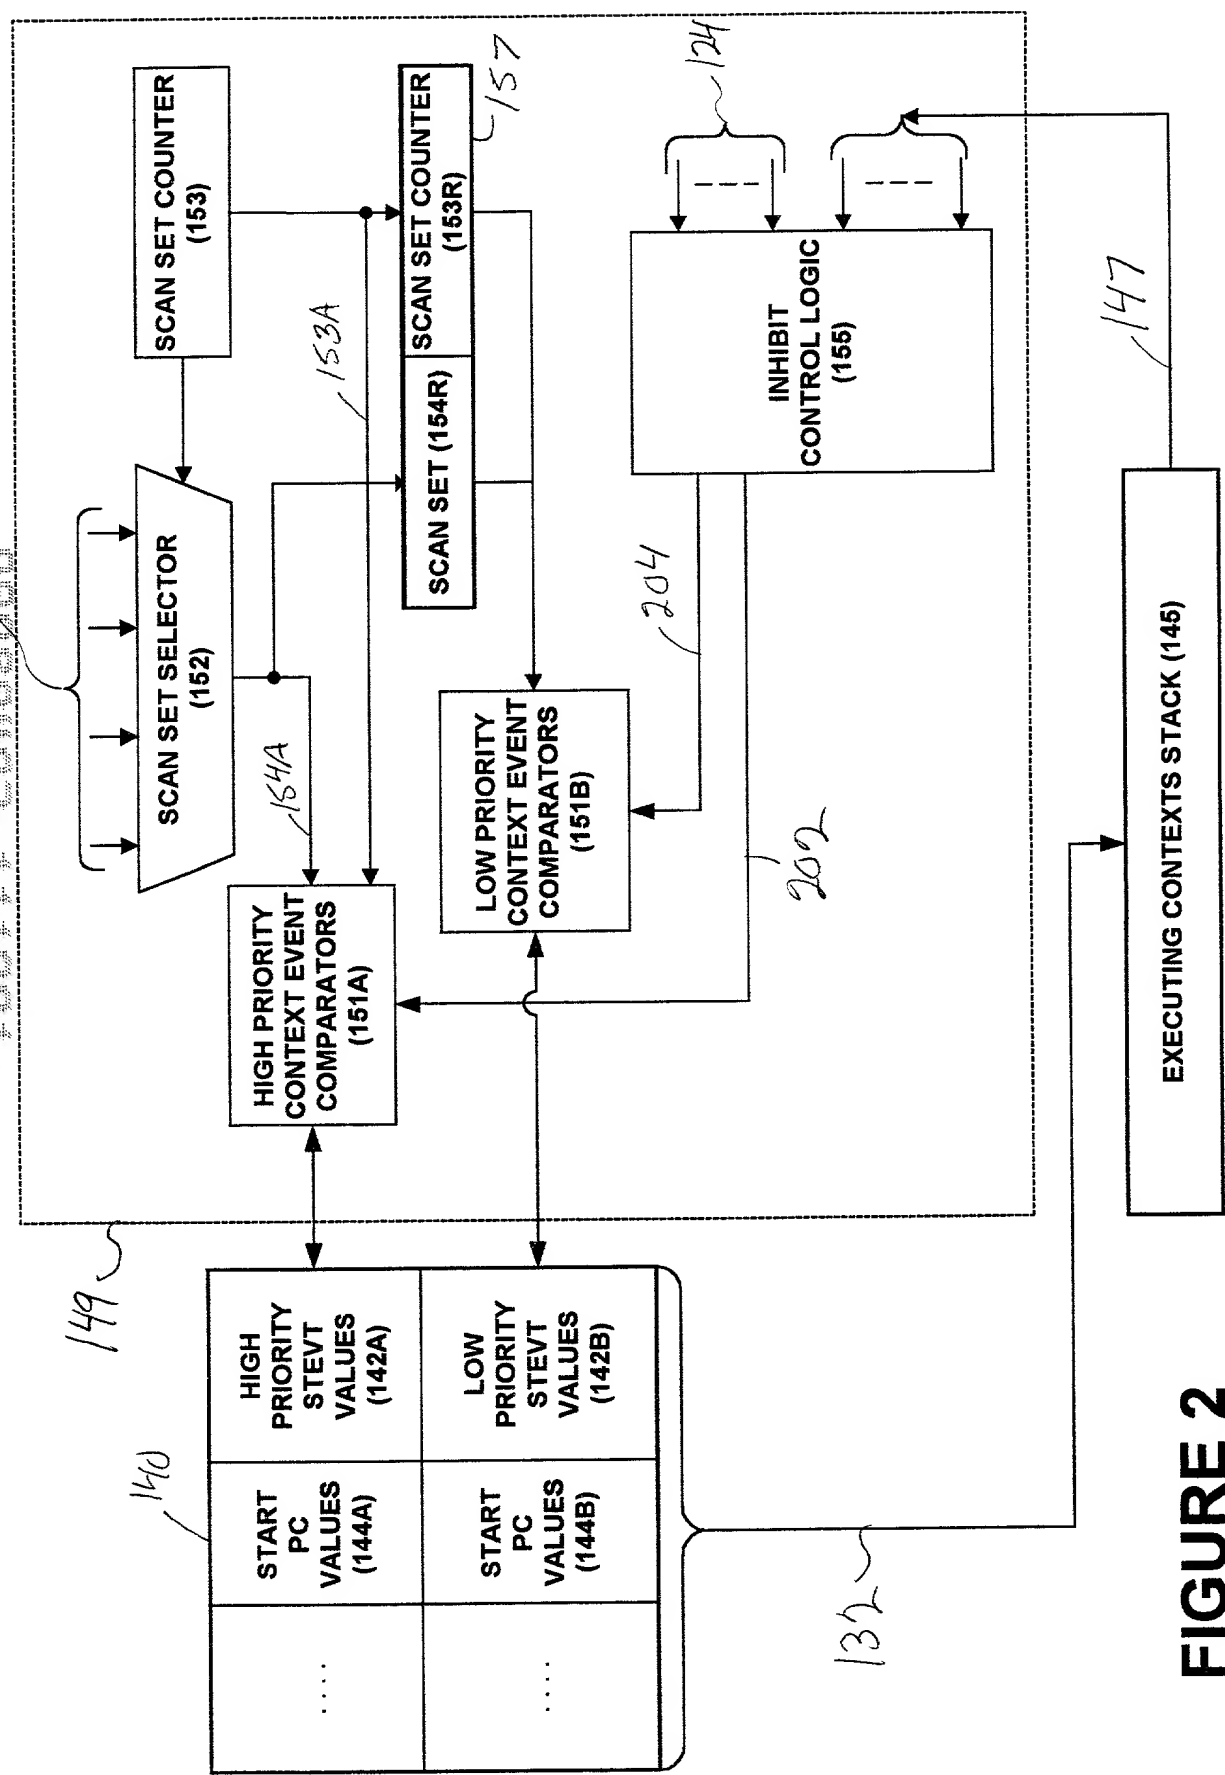 SCAN SET COUNTER
(153)
SCAN SET SELECTOR
(152)
153A
154A
SCAN SET (154R)
SCAN SET COUNTER
(153R)
157
HIGH PRIORITY
CONTEXT EVENT
COMPARATORS
(151A)
LOW PRIORITY
CONTEXT EVENT
COMPARATORS
(151B)
204
202
INHIBIT
CONTROL LOGIC
(155)
124
147
149
140
HIGH
PRIORITY
STEVT
VALUES
(142A)
START
PC
VALUES
(144A)
....
LOW
PRIORITY
STEVT
VALUES
(142B)
START
PC
VALUES
(144B)
....
132
EXECUTING CONTEXTS STACK (145)
FIGURE 2